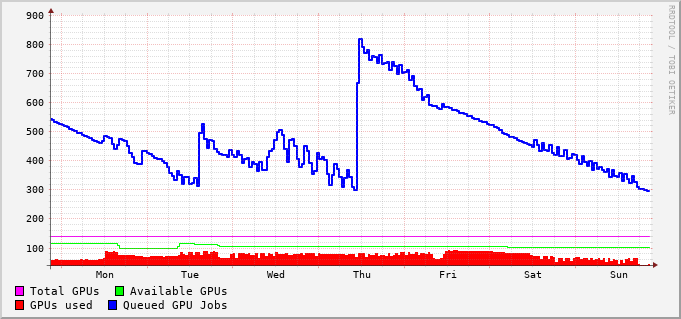 900
800
700
600
500
400
300
200
100
Mon Tue Wed Thu Fri Sat Sun
RRDTOOL / TOBI OETIKER
Total GPUs Available GPUs
GPUs used Queued GPU Jobs